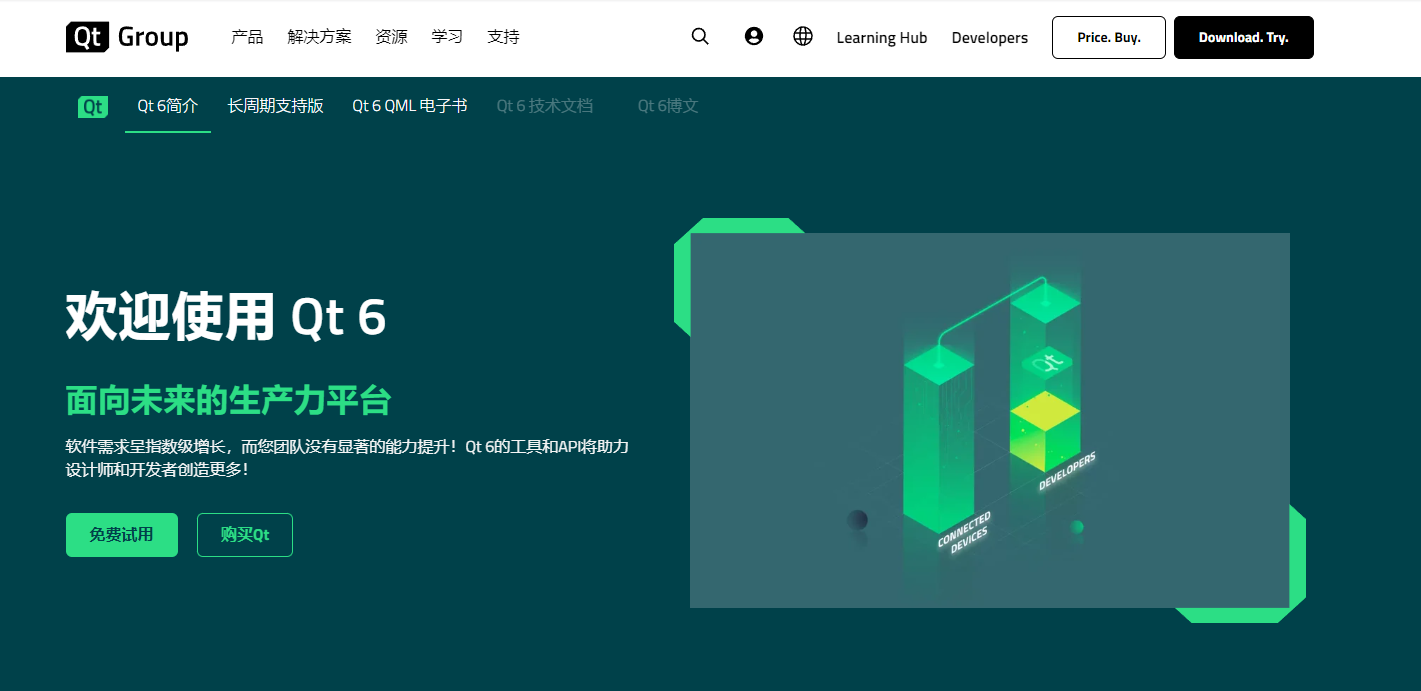 Qt Group 产品 解决方案 资源 学习 支持 Learning Hub Developers Price. Buy. Download. Try.
Qt Qt 6简介 长周期支持版 Qt 6 QML 电子书 Qt 6 技术文档 Qt 6博文
欢迎使用 Qt 6
面向未来的生产力平台
软件需求呈指数级增长，而您团队没有显著的能力提升！Qt 6的工具和API将助力
设计师和开发者创造更多！
免费试用 购买Qt
Qt
DEVELOPERS
CONNECTED
DEVICES